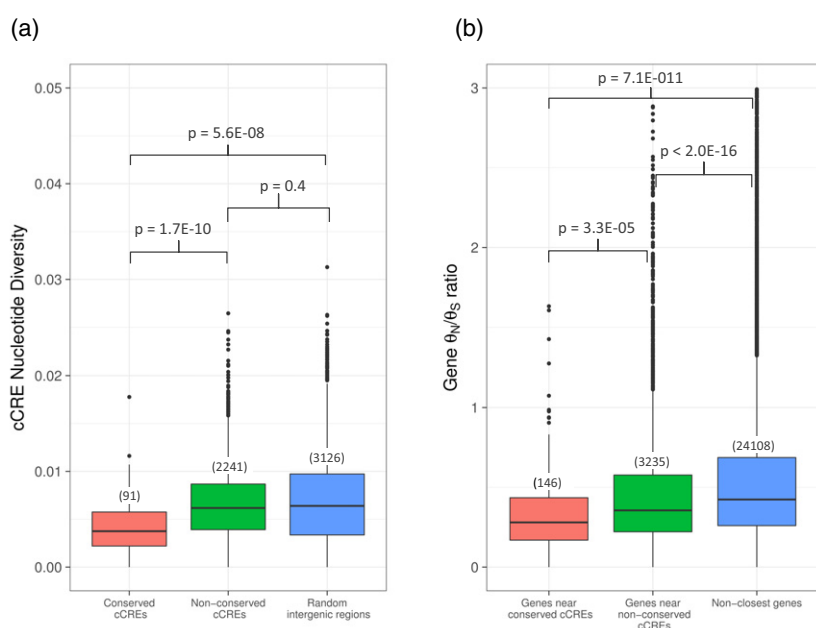 (a)
(b)
cCRE Nucleotide Diversity
0.05
0.04
0.03
0.02
0.01
0.00
p = 5.6E-08
p = 0.4
p = 1.7E-10
(91)
(2241)
(3126)
Conserved
cCREs
Non−conserved
cCREs
Random
intergenic regions
Gene θN/θS ratio
3
2
1
0
p = 7.1E-011
p < 2.0E-16
p = 3.3E-05
(146)
(3235)
(24108)
Genes near
conserved cCREs
Genes near
non−conserved
cCREs
Non−closest genes